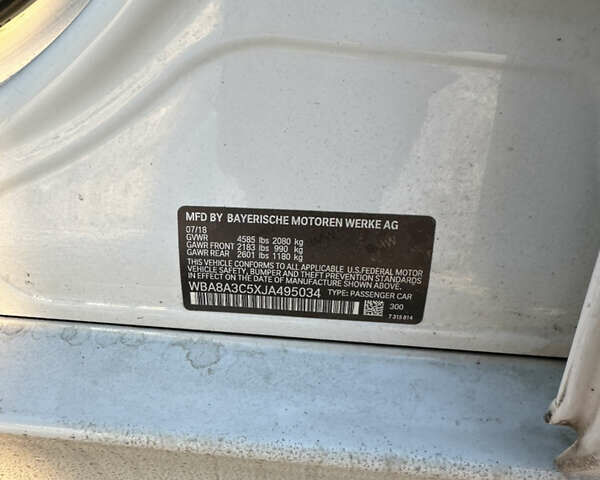 MFD BY BAYERISCHE MOTOREN WERKE AG
07/18
GVWR 4585 lbs 2080 kg
GAWR FRONT 2183 lbs 990 kg
GAWR REAR 2601 lbs 1180 kg
THIS VEHICLE CONFORMS TO ALL APPLICABLE U.S.FEDERAL MOTOR
VEHICLE SAFETY, BUMPER AND THEFT PREVENTION STANDARDS
IN EFFECT ON THE DATE OF MANUFACTURE SHOWN ABOVE.
WBA8A3C5XJA495034 TYPE: PASSENGER CAR
300
7 315 814